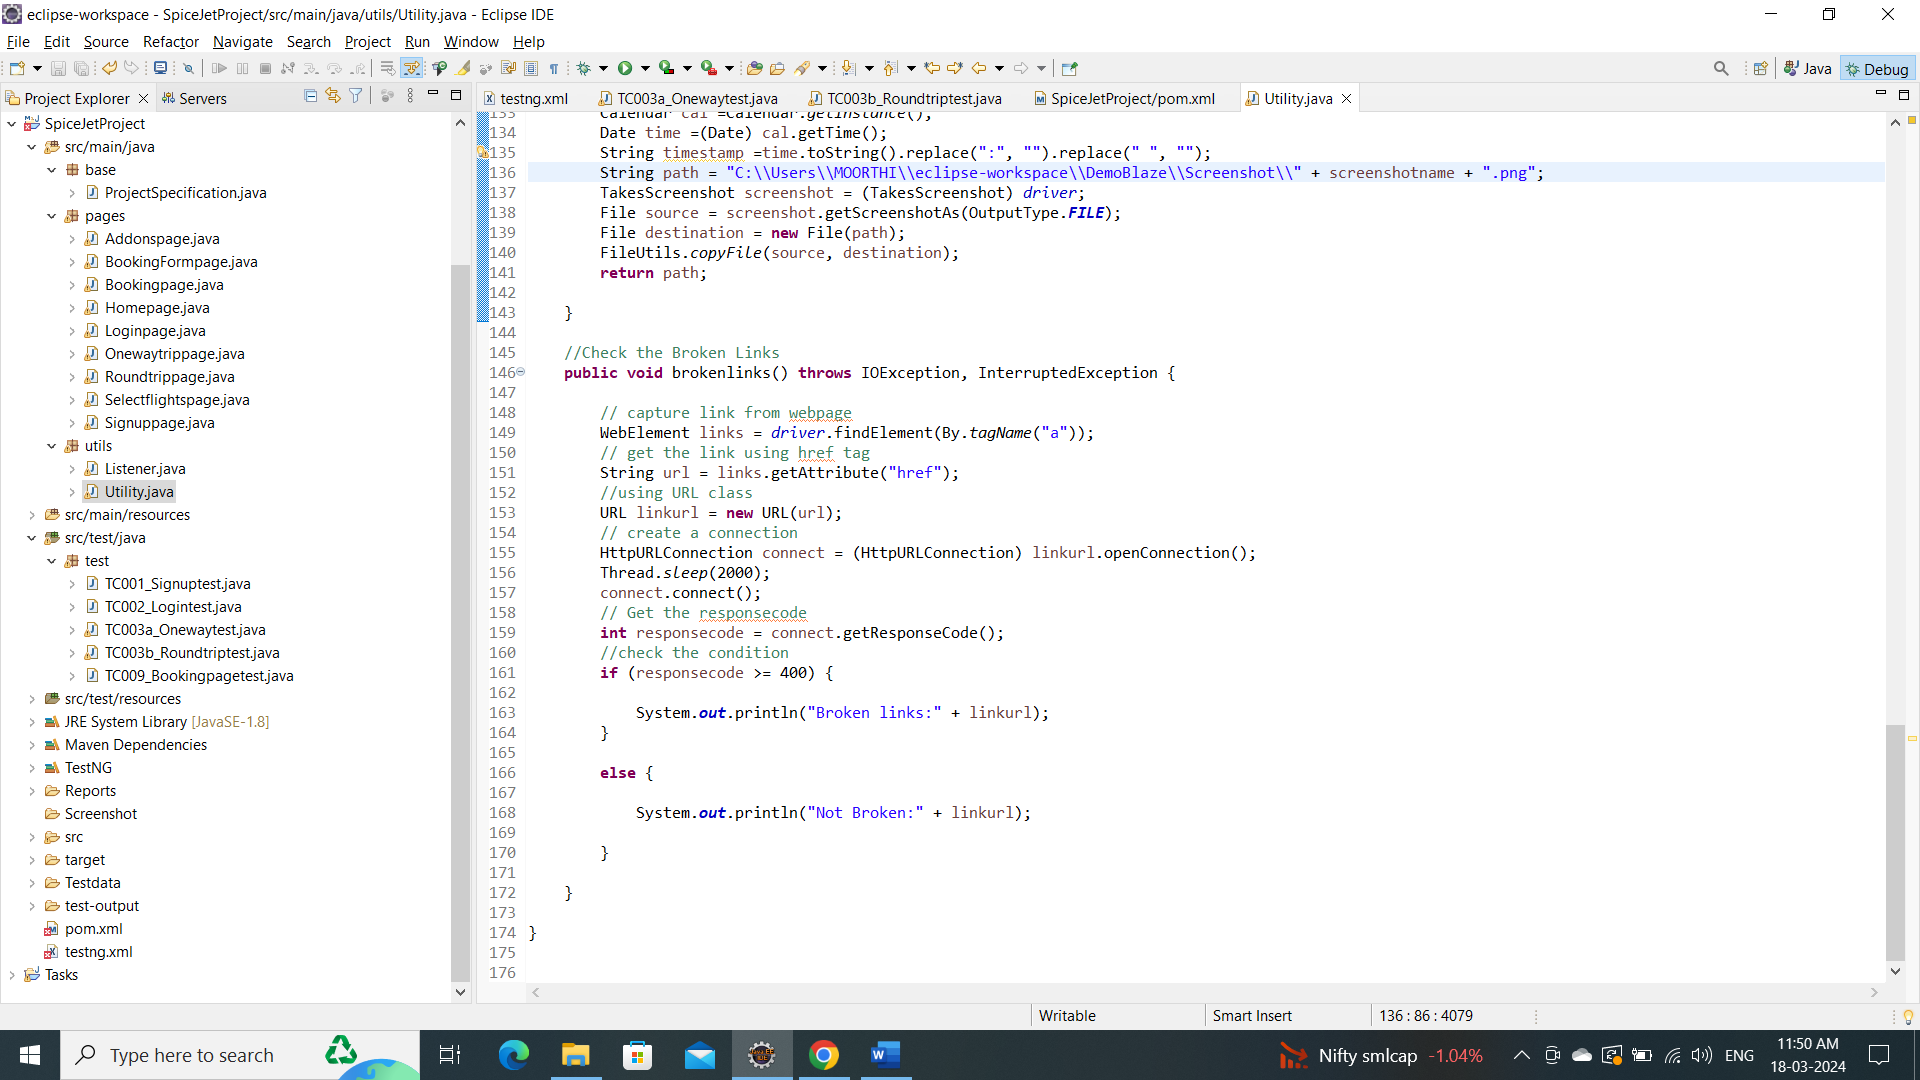 eclipse-workspace - SpiceJetProject/src/main/java/utils/Utility.java - Eclipse IDE
File Edit Source Refactor Navigate Search Project Run Window Help
Java Debug
Project Explorer Servers
testng.xml TC003a_Onewaytest.java TC003b_Roundtriptest.java SpiceJetProject/pom.xml Utility.java
SpiceJetProject
src/main/java
base
ProjectSpecification.java
pages
Addonspage.java
BookingFormpage.java
Bookingpage.java
Homepage.java
Loginpage.java
Onewaytrippage.java
Roundtrippage.java
Selectflightspage.java
Signuppage.java
utils
Listener.java
Utility.java
src/main/resources
src/test/java
test
TC001_Signuptest.java
TC002_Logintest.java
TC003a_Onewaytest.java
TC003b_Roundtriptest.java
TC009_Bookingpagetest.java
src/test/resources
JRE System Library [JavaSE-1.8]
Maven Dependencies
TestNG
Reports
Screenshot
src
target
Testdata
test-output
pom.xml
testng.xml
Tasks
133 Calendar cal =Calendar.getInstance();
134 Date time =(Date) cal.getTime();
135 String timestamp =time.toString().replace(":", "").replace(" ", "");
136 String path = "C:\\Users\\MOORTHI\\eclipse-workspace\\DemoBlaze\\Screenshot\\" + screenshotname + ".png";
137 TakesScreenshot screenshot = (TakesScreenshot) driver;
138 File source = screenshot.getScreenshotAs(OutputType.FILE);
139 File destination = new File(path);
140 FileUtils.copyFile(source, destination);
141 return path;
142
143 }
144
145 //Check the Broken Links
146 public void brokenlinks() throws IOException, InterruptedException {
147
148 // capture link from webpage
149 WebElement links = driver.findElement(By.tagName("a"));
150 // get the link using href tag
151 String url = links.getAttribute("href");
152 //using URL class
153 URL linkurl = new URL(url);
154 // create a connection
155 HttpURLConnection connect = (HttpURLConnection) linkurl.openConnection();
156 Thread.sleep(2000);
157 connect.connect();
158 // Get the responsecode
159 int responsecode = connect.getResponseCode();
160 //check the condition
161 if (responsecode >= 400) {
162
163 System.out.println("Broken links:" + linkurl);
164 }
165
166 else {
167
168 System.out.println("Not Broken:" + linkurl);
169
170 }
171
172 }
173
174 }
175
176
Writable Smart Insert 136 : 86 : 4079
Type here to search
Nifty smlcap -1.04% ENG 11:50 AM
18-03-2024